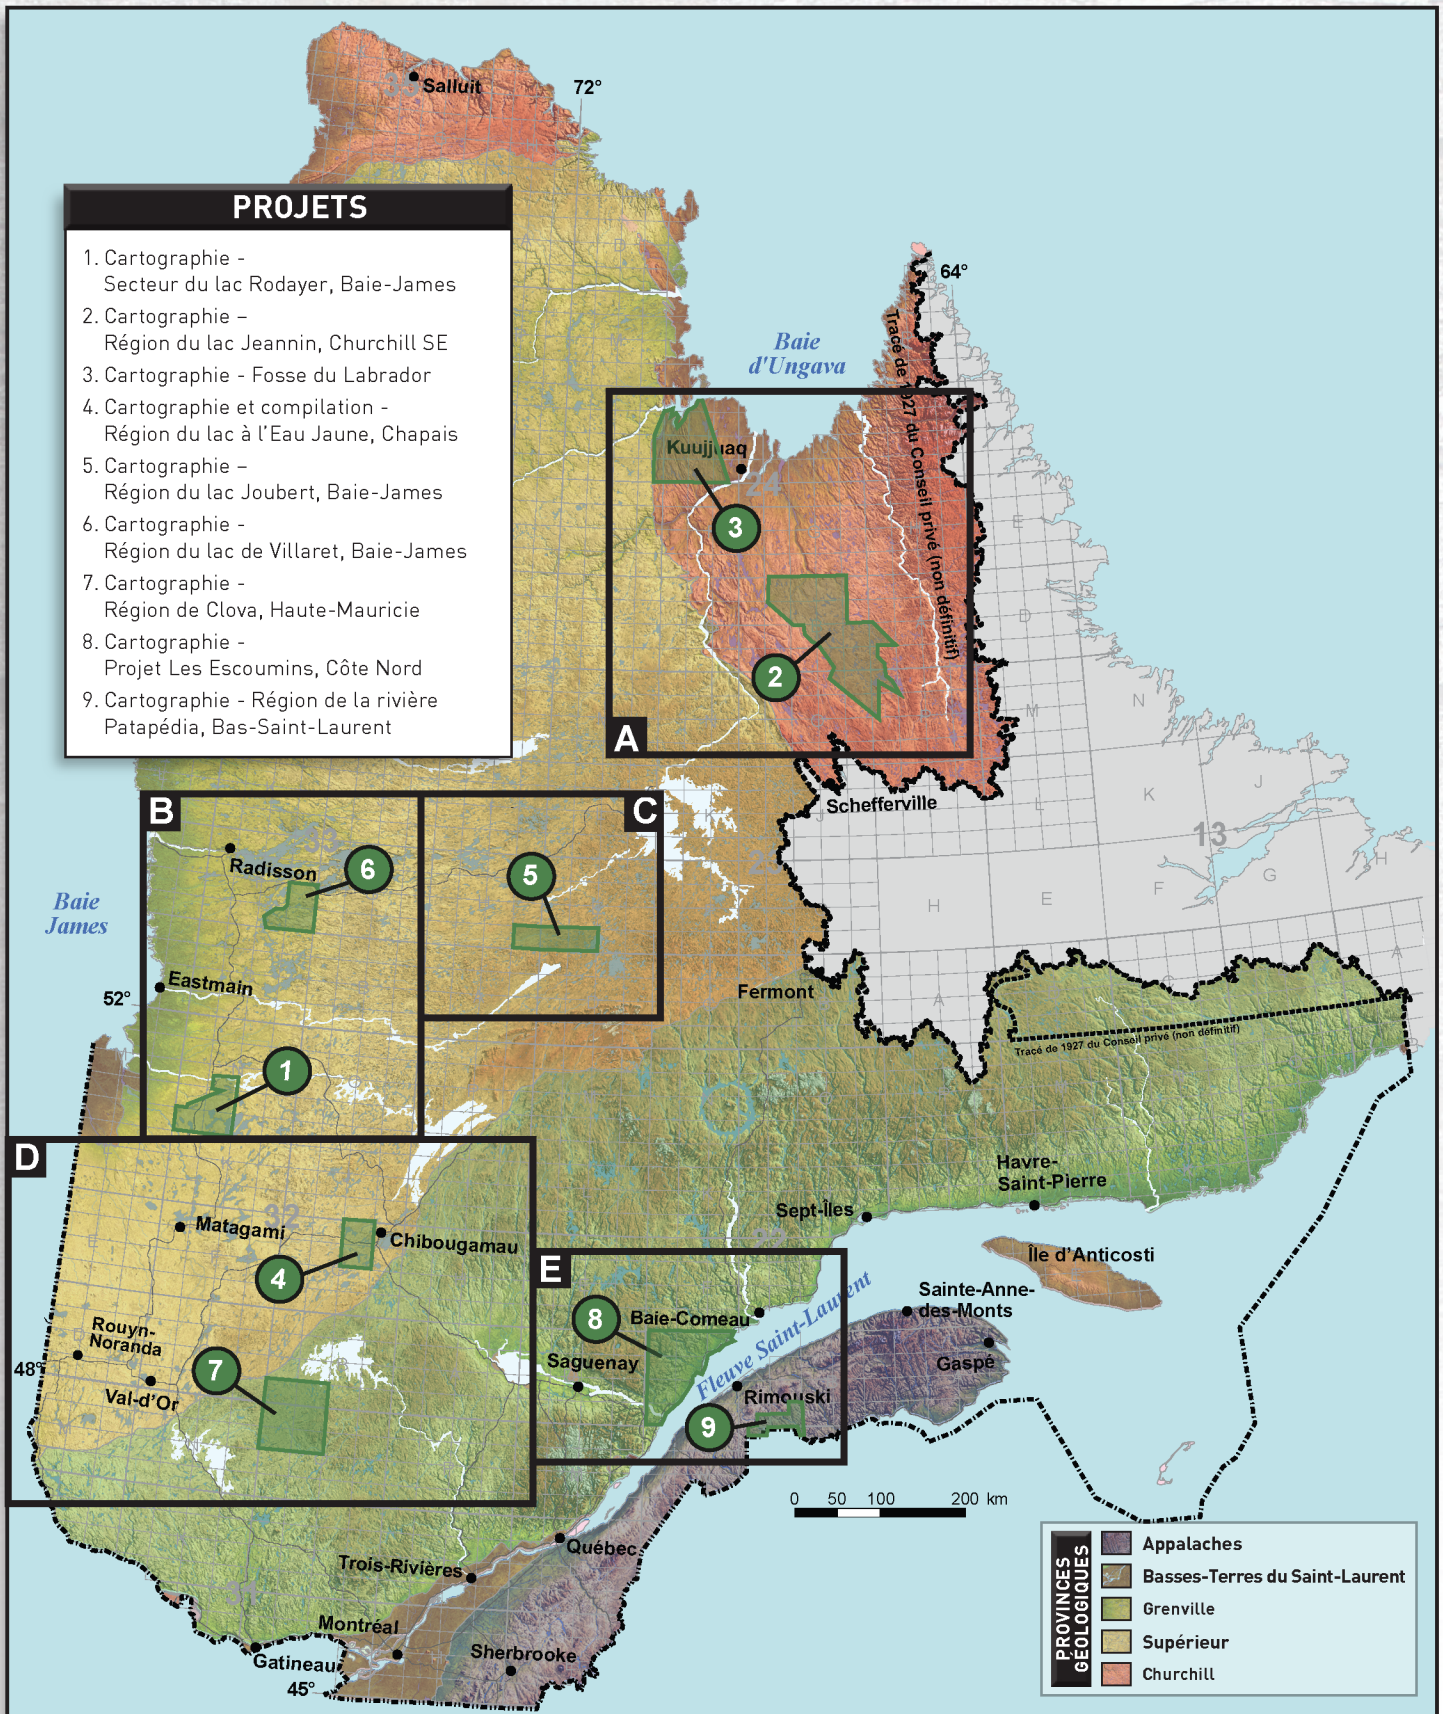 33
Salluit
72°
PROJETS
1. Cartographie -
Secteur du lac Rodayer, Baie-James
2. Cartographie –
Région du lac Jeannin, Churchill SE
3. Cartographie - Fosse du Labrador
4. Cartographie et compilation -
Région du lac à l'Eau Jaune, Chapais
5. Cartographie –
Région du lac Joubert, Baie-James
6. Cartographie -
Région du lac de Villaret, Baie-James
7. Cartographie -
Région de Clova, Haute-Mauricie
8. Cartographie -
Projet Les Escoumins, Côte Nord
9. Cartographie - Région de la rivière
Patapédia, Bas-Saint-Laurent
64°
Baie
d'Ungava
Tracé de 1927 du Conseil privé (non définitif)
Kuujjuaq
24
3
2
A
E
D
M
N
L
K
J
13
H
E
F
G
H
A
A
Schefferville
B
C
33
Radisson
6
5
Baie
James
Eastmain
52°
Fermont
Tracé de 1927 du Conseil privé (non définitif)
1
D
Matagami
32
Chibougamau
4
Rouyn-
Noranda
48°
Val-d'Or
7
Havre-
Saint-Pierre
Sept-Îles
22
Île d'Anticosti
E
8
Baie-Comeau
Saguenay
Fleuve Saint-Laurent
Sainte-Anne-
des-Monts
Gaspé
Rimouski
9
0 50 100 200 km
Québec
Trois-Rivières
31
Montréal
Gatineau
Sherbrooke
45°
PROVINCES
GÉOLOGIQUES
Appalaches
Basses-Terres du Saint-Laurent
Grenville
Supérieur
Churchill